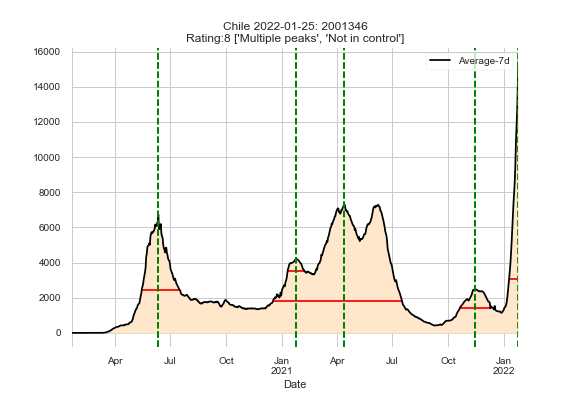 Chile 2022-01-25: 2001346
Rating:8 ['Multiple peaks', 'Not in control']
16000
Average-7d
14000
12000
10000
8000
6000
4000
2000
0
Apr Jul Oct Jan Apr Jul Oct Jan
2021 2022
Date